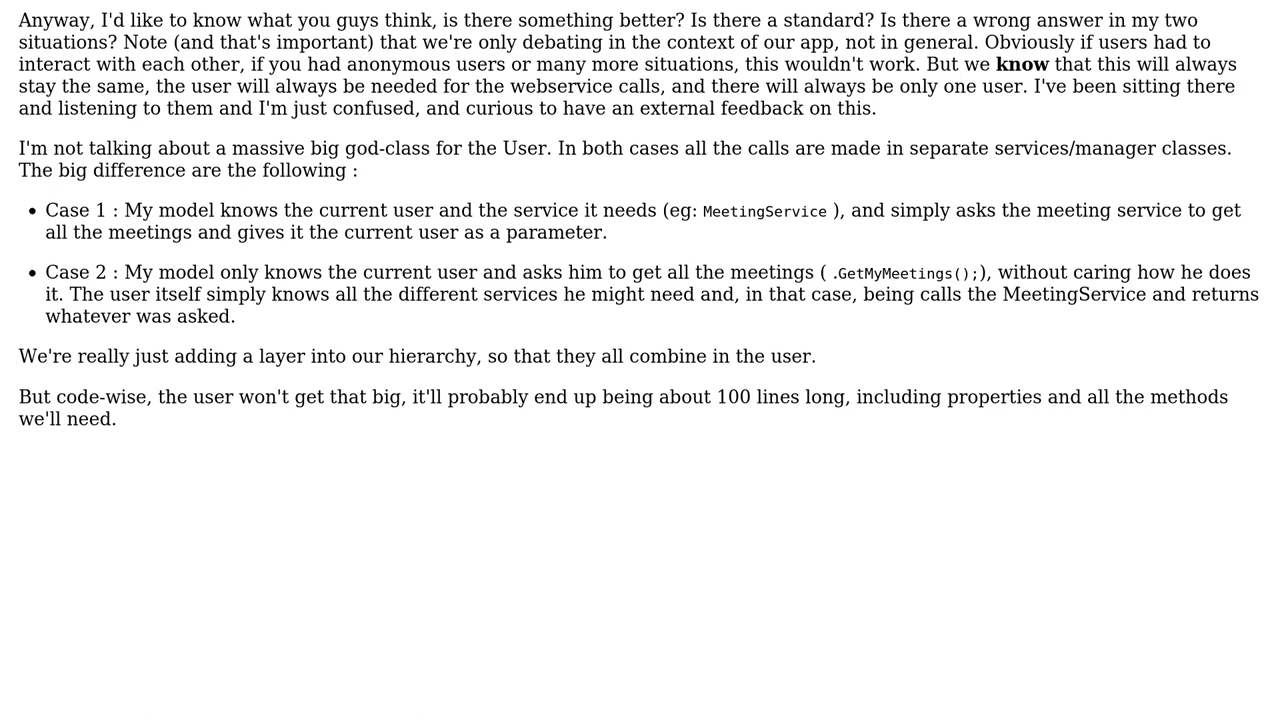 Anyway, I'd like to know what you guys think, is there something better? Is there a standard? Is there a wrong answer in my two
situations? Note (and that's important) that we're only debating in the context of our app, not in general. Obviously if users had to
interact with each other, if you had anonymous users or many more situations, this wouldn't work. But we know that this will always
stay the same, the user will always be needed for the webservice calls, and there will always be only one user. I've been sitting there
and listening to them and I'm just confused, and curious to have an external feedback on this.
I'm not talking about a massive big god-class for the User. In both cases all the calls are made in separate services/manager classes.
The big difference are the following :
• Case 1 : My model knows the current user and the service it needs (eg: MeetingService ), and simply asks the meeting service to get
all the meetings and gives it the current user as a parameter.
• Case 2 : My model only knows the current user and asks him to get all the meetings ( .GetMyMeetings();), without caring how he does
it. The user itself simply knows all the different services he might need and, in that case, being calls the MeetingService and returns
whatever was asked.
We're really just adding a layer into our hierarchy, so that they all combine in the user.
But code-wise, the user won't get that big, it'll probably end up being about 100 lines long, including properties and all the methods
we'll need.